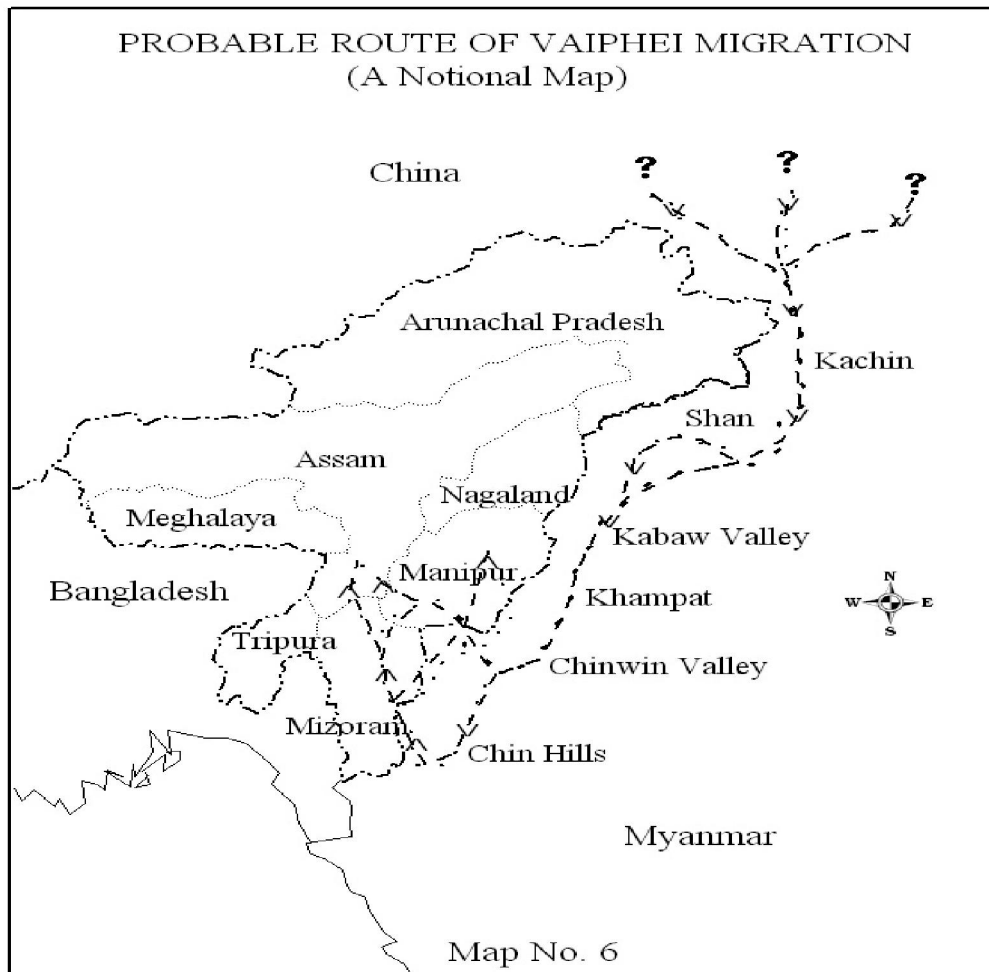 PROBABLE ROUTE OF VAIPHEI MIGRATION
(A Notional Map)
China
? ? ?
Arunachal Pradesh
Kachin
Shan
Assam
Nagaland
Meghalaya
Kabaw Valley
Manipur
Bangladesh
Khampat
N
W E
S
Tripura
Chinwin Valley
Mizoram
Chin Hills
Myanmar
Map No. 6